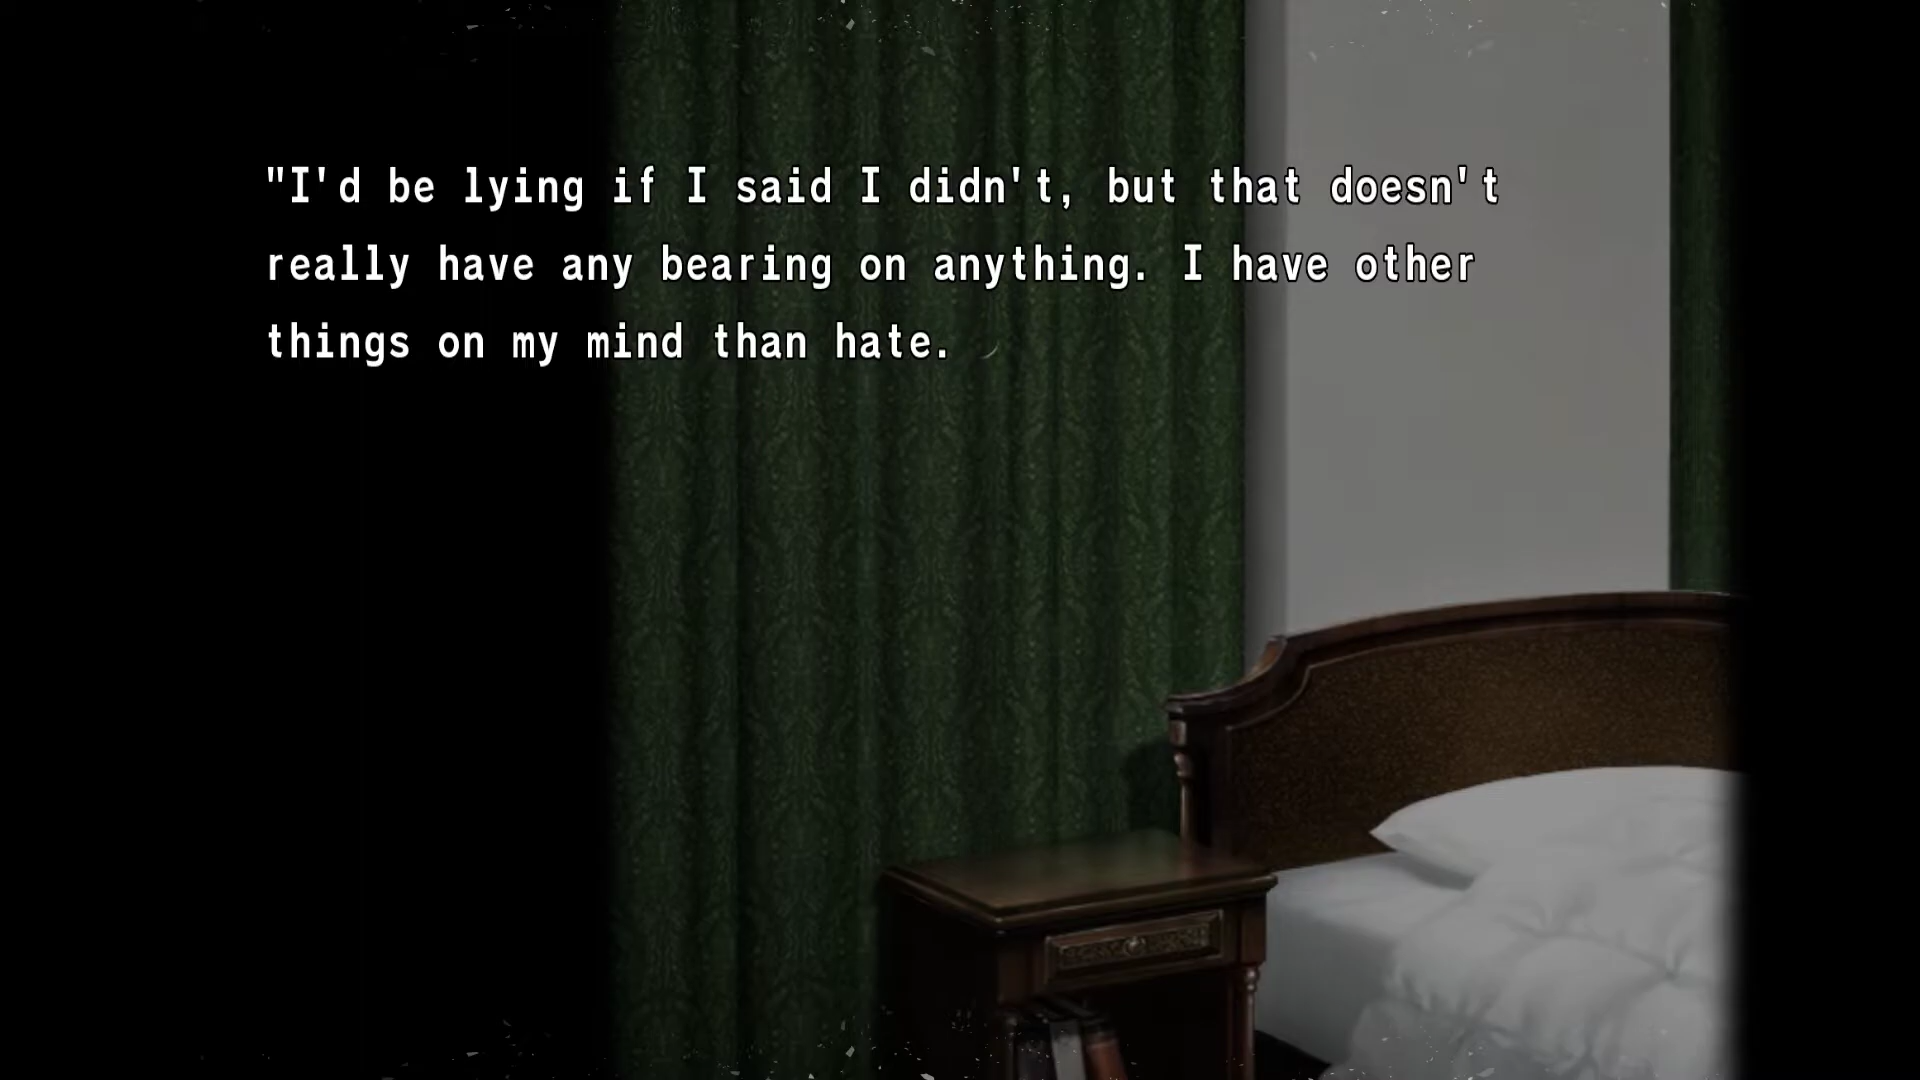 "I'd be lying if I said I didn't, but that doesn't
really have any bearing on anything. I have other
things on my mind than hate.